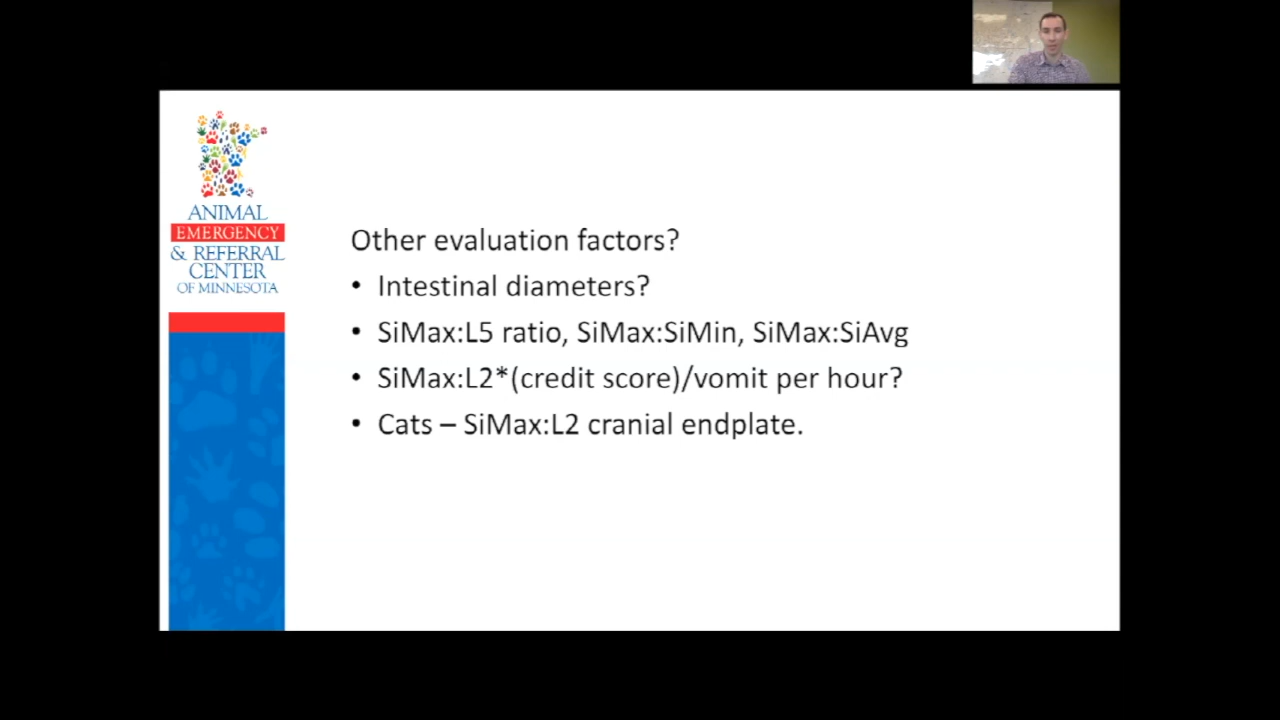 ANIMAL
EMERGENCY
& REFERRAL
CENTER
OF MINNESOTA
Other evaluation factors?
• Intestinal diameters?
• SiMax:L5 ratio, SiMax:SiMin, SiMax:SiAvg
• SiMax:L2*(credit score)/vomit per hour?
• Cats – SiMax:L2 cranial endplate.